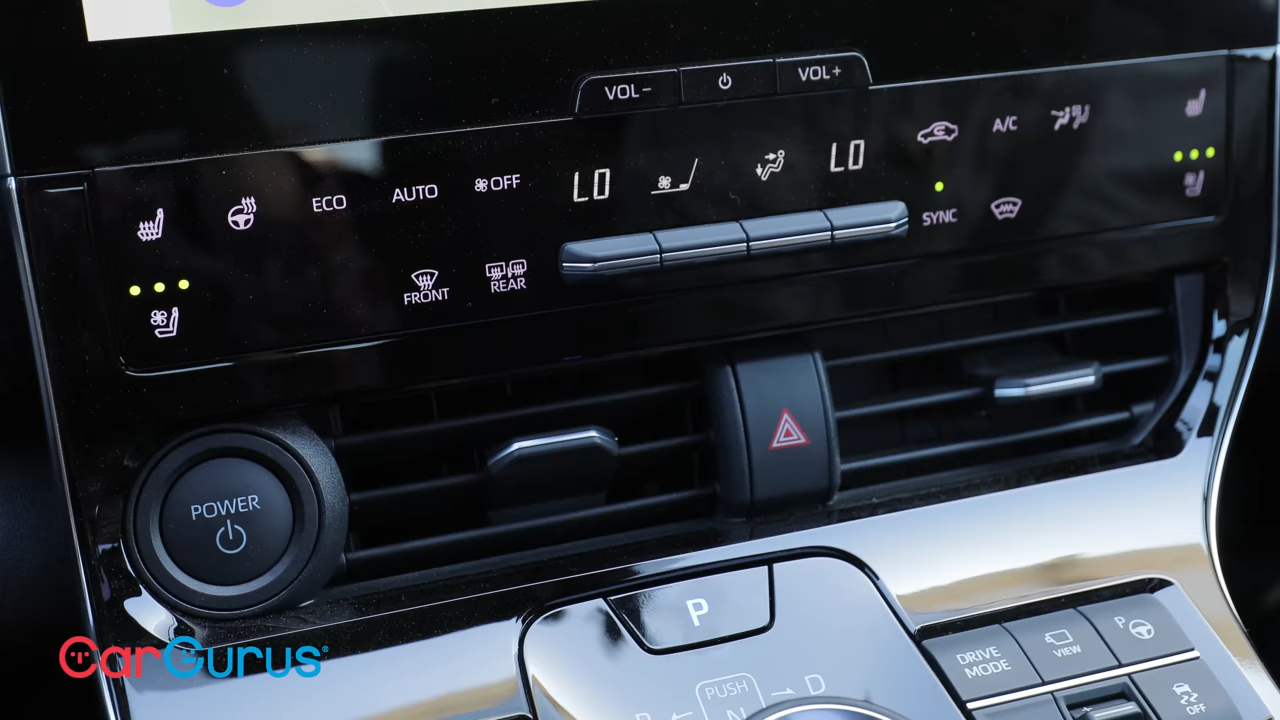 VOL−
VOL+
ECO
AUTO
OFF
LO
LO
A/C
SYNC
FRONT
REAR
POWER
P
DRIVE
MODE
VIEW
P
OFF
PUSH
N
R
D
CarGurus